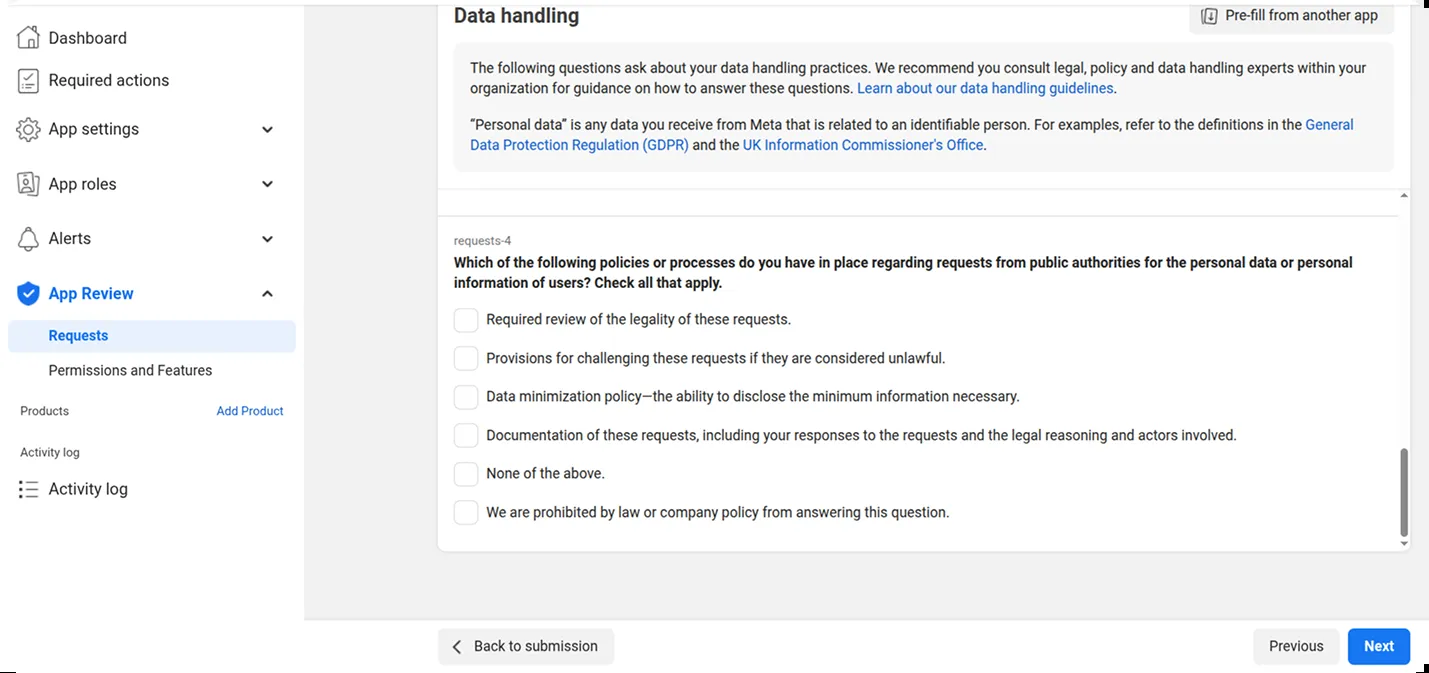 Dashboard
Required actions
App settings
App roles
Alerts
App Review
Requests
Permissions and Features
Products
Add Product
Activity log
Activity log
Data handling
Pre-fill from another app
The following questions ask about your data handling practices. We recommend you consult legal, policy and data handling experts within your
organization for guidance on how to answer these questions. Learn about our data handling guidelines.
“Personal data” is any data you receive from Meta that is related to an identifiable person. For examples, refer to the definitions in the General
Data Protection Regulation (GDPR) and the UK Information Commissioner's Office.
requests-4
Which of the following policies or processes do you have in place regarding requests from public authorities for the personal data or personal
information of users? Check all that apply.
Required review of the legality of these requests.
Provisions for challenging these requests if they are considered unlawful.
Data minimization policy—the ability to disclose the minimum information necessary.
Documentation of these requests, including your responses to the requests and the legal reasoning and actors involved.
None of the above.
We are prohibited by law or company policy from answering this question.
Back to submission
Previous
Next